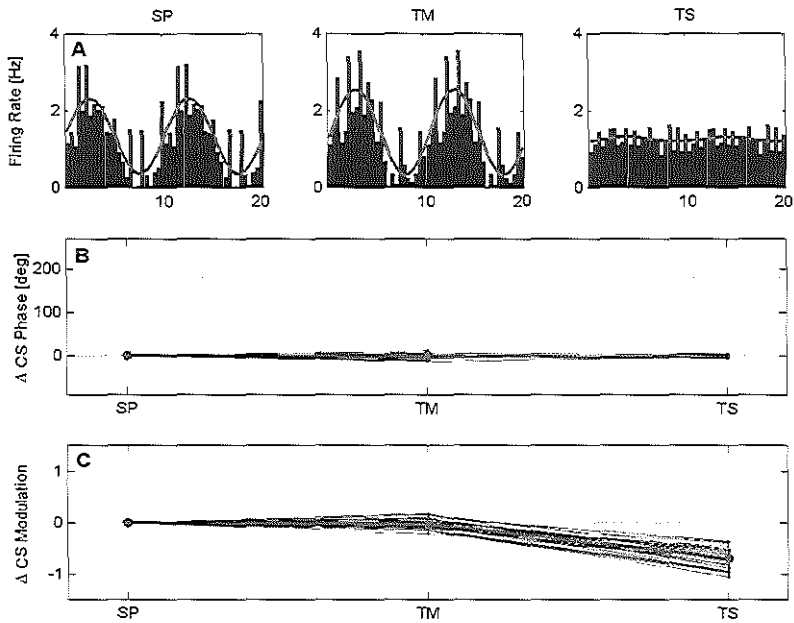 SP TM TS
A
Firing Rate [Hz]
4 4 4
2 2 2
0 0 0
10 20 10 20 10 20
B
Δ CS Phase [deg]
200
100
0
SP TM TS
C
Δ CS Modulation
1
0
-1
SP TM TS